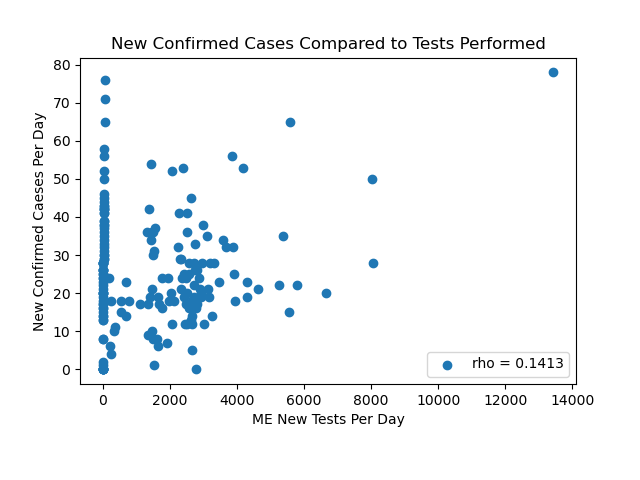 New Confirmed Cases Compared to Tests Performed
80
70
60
50
40
30
20
10
0
New Confirmed Caeses Per Day
0 2000 4000 6000 8000 10000 12000 14000
ME New Tests Per Day
rho = 0.1413